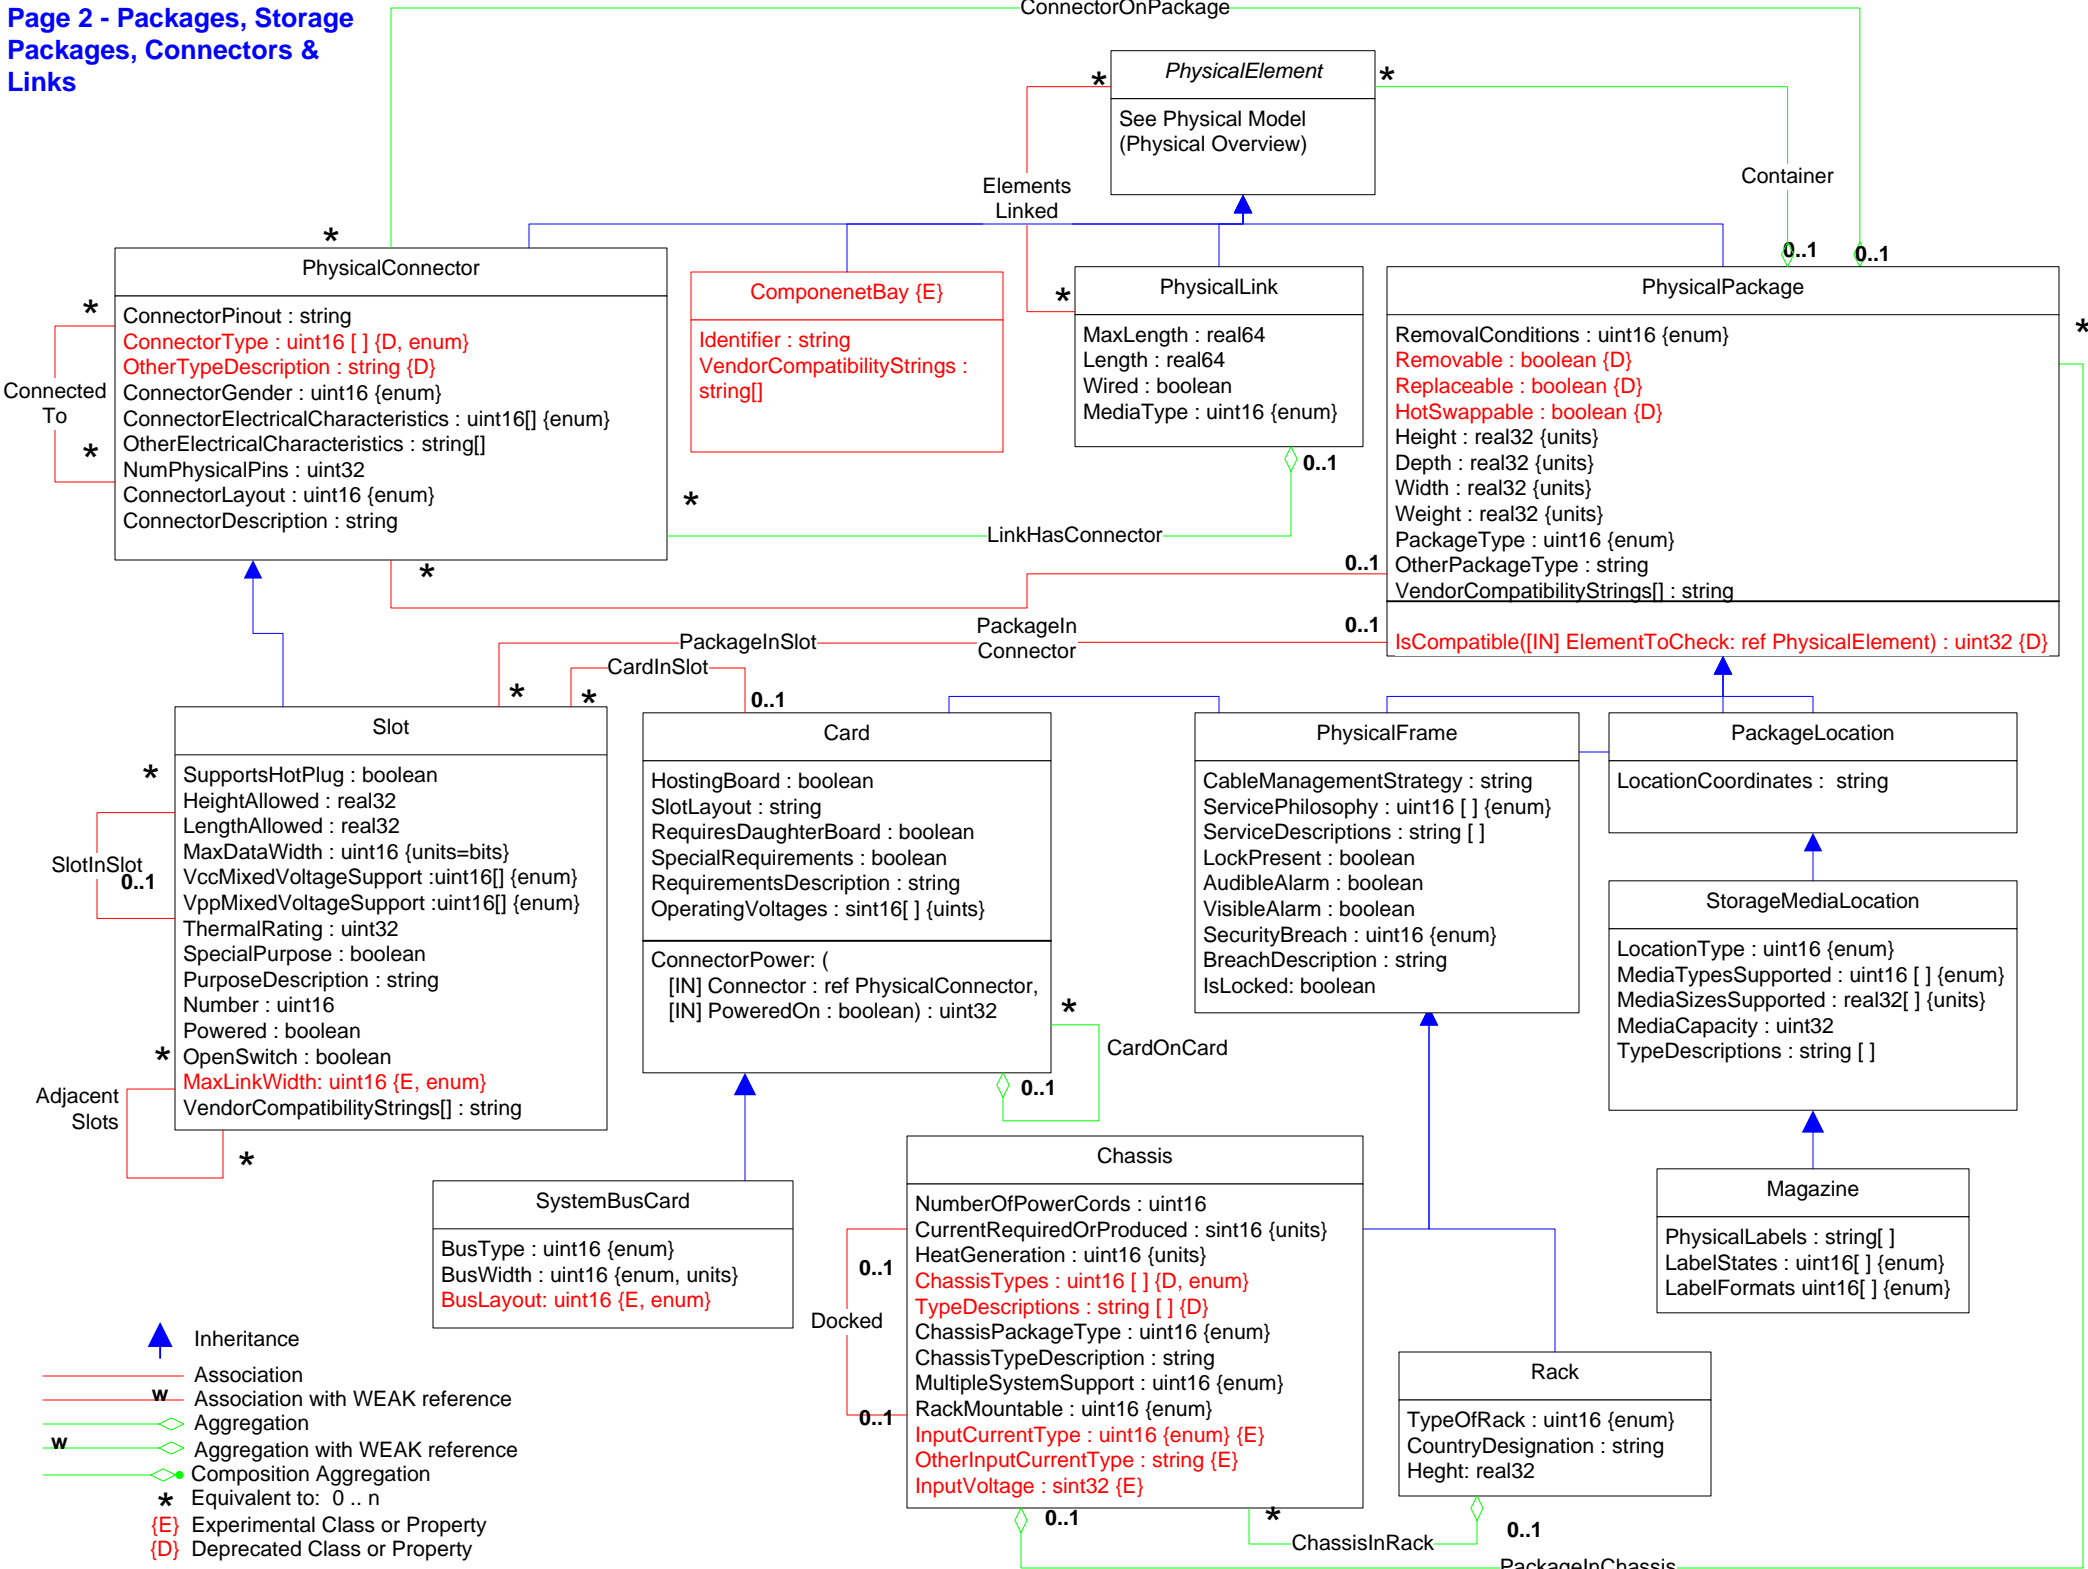 Page 2 - Packages, Storage
Packages, Connectors &
Links
ConnectorOnPackage
PhysicalElement
See Physical Model
(Physical Overview)
*
*
Elements
Linked
Container
*
0..1
0..1
PhysicalConnector
ConnectorPinout : string
ConnectorType : uint16 [ ] {D, enum}
OtherTypeDescription : string {D}
ConnectorGender : uint16 {enum}
ConnectorElectricalCharacteristics : uint16[] {enum}
OtherElectricalCharacteristics : string[]
NumPhysicalPins : uint32
ConnectorLayout : uint16 {enum}
ConnectorDescription : string
*
Connected
To
*
ComponenetBay {E}
Identifier : string
VendorCompatibilityStrings :
string[]
*
PhysicalLink
MaxLength : real64
Length : real64
Wired : boolean
MediaType : uint16 {enum}
0..1
*
LinkHasConnector
PhysicalPackage
RemovalConditions : uint16 {enum}
Removable : boolean {D}
Replaceable : boolean {D}
HotSwappable : boolean {D}
Height : real32 {units}
Depth : real32 {units}
Width : real32 {units}
Weight : real32 {units}
PackageType : uint16 {enum}
OtherPackageType : string
VendorCompatibilityStrings[] : string
IsCompatible([IN] ElementToCheck: ref PhysicalElement) : uint32 {D}
*
*
0..1
PackageInSlot
PackageIn
Connector
0..1
CardInSlot
*
*
0..1
Slot
SupportsHotPlug : boolean
HeightAllowed : real32
LengthAllowed : real32
MaxDataWidth : uint16 {units=bits}
VccMixedVoltageSupport :uint16[] {enum}
VppMixedVoltageSupport :uint16[] {enum}
ThermalRating : uint32
SpecialPurpose : boolean
PurposeDescription : string
Number : uint16
Powered : boolean
OpenSwitch : boolean
MaxLinkWidth: uint16 {E, enum}
VendorCompatibilityStrings[] : string
*
SlotInSlot
0..1
*
Adjacent
Slots
*
Card
HostingBoard : boolean
SlotLayout : string
RequiresDaughterBoard : boolean
SpecialRequirements : boolean
RequirementsDescription : string
OperatingVoltages : sint16[ ] {uints}
ConnectorPower: (
[IN] Connector : ref PhysicalConnector,
[IN] PoweredOn : boolean) : uint32
*
CardOnCard
0..1
PhysicalFrame
CableManagementStrategy : string
ServicePhilosophy : uint16 [ ] {enum}
ServiceDescriptions : string [ ]
LockPresent : boolean
AudibleAlarm : boolean
VisibleAlarm : boolean
SecurityBreach : uint16 {enum}
BreachDescription : string
IsLocked: boolean
PackageLocation
LocationCoordinates :  string
StorageMediaLocation
LocationType : uint16 {enum}
MediaTypesSupported : uint16 [ ] {enum}
MediaSizesSupported : real32[ ] {units}
MediaCapacity : uint32
TypeDescriptions : string [ ]
Magazine
PhysicalLabels : string[ ]
LabelStates : uint16[ ] {enum}
LabelFormats uint16[ ] {enum}
SystemBusCard
BusType : uint16 {enum}
BusWidth : uint16 {enum, units}
BusLayout: uint16 {E, enum}
Chassis
NumberOfPowerCords : uint16
CurrentRequiredOrProduced : sint16 {units}
HeatGeneration : uint16 {units}
ChassisTypes : uint16 [ ] {D, enum}
TypeDescriptions : string [ ] {D}
ChassisPackageType : uint16 {enum}
ChassisTypeDescription : string
MultipleSystemSupport : uint16 {enum}
RackMountable : uint16 {enum}
InputCurrentType : uint16 {enum} {E}
OtherInputCurrentType : string {E}
InputVoltage : sint32 {E}
0..1
Docked
0..1
Rack
TypeOfRack : uint16 {enum}
CountryDesignation : string
Heght: real32
0..1
*
ChassisInRack
0..1
PackageInChassis
Inheritance
Association
w Association with WEAK reference
Aggregation
w Aggregation with WEAK reference
Composition Aggregation
* Equivalent to:  0 .. n
{E} Experimental Class or Property
{D} Deprecated Class or Property